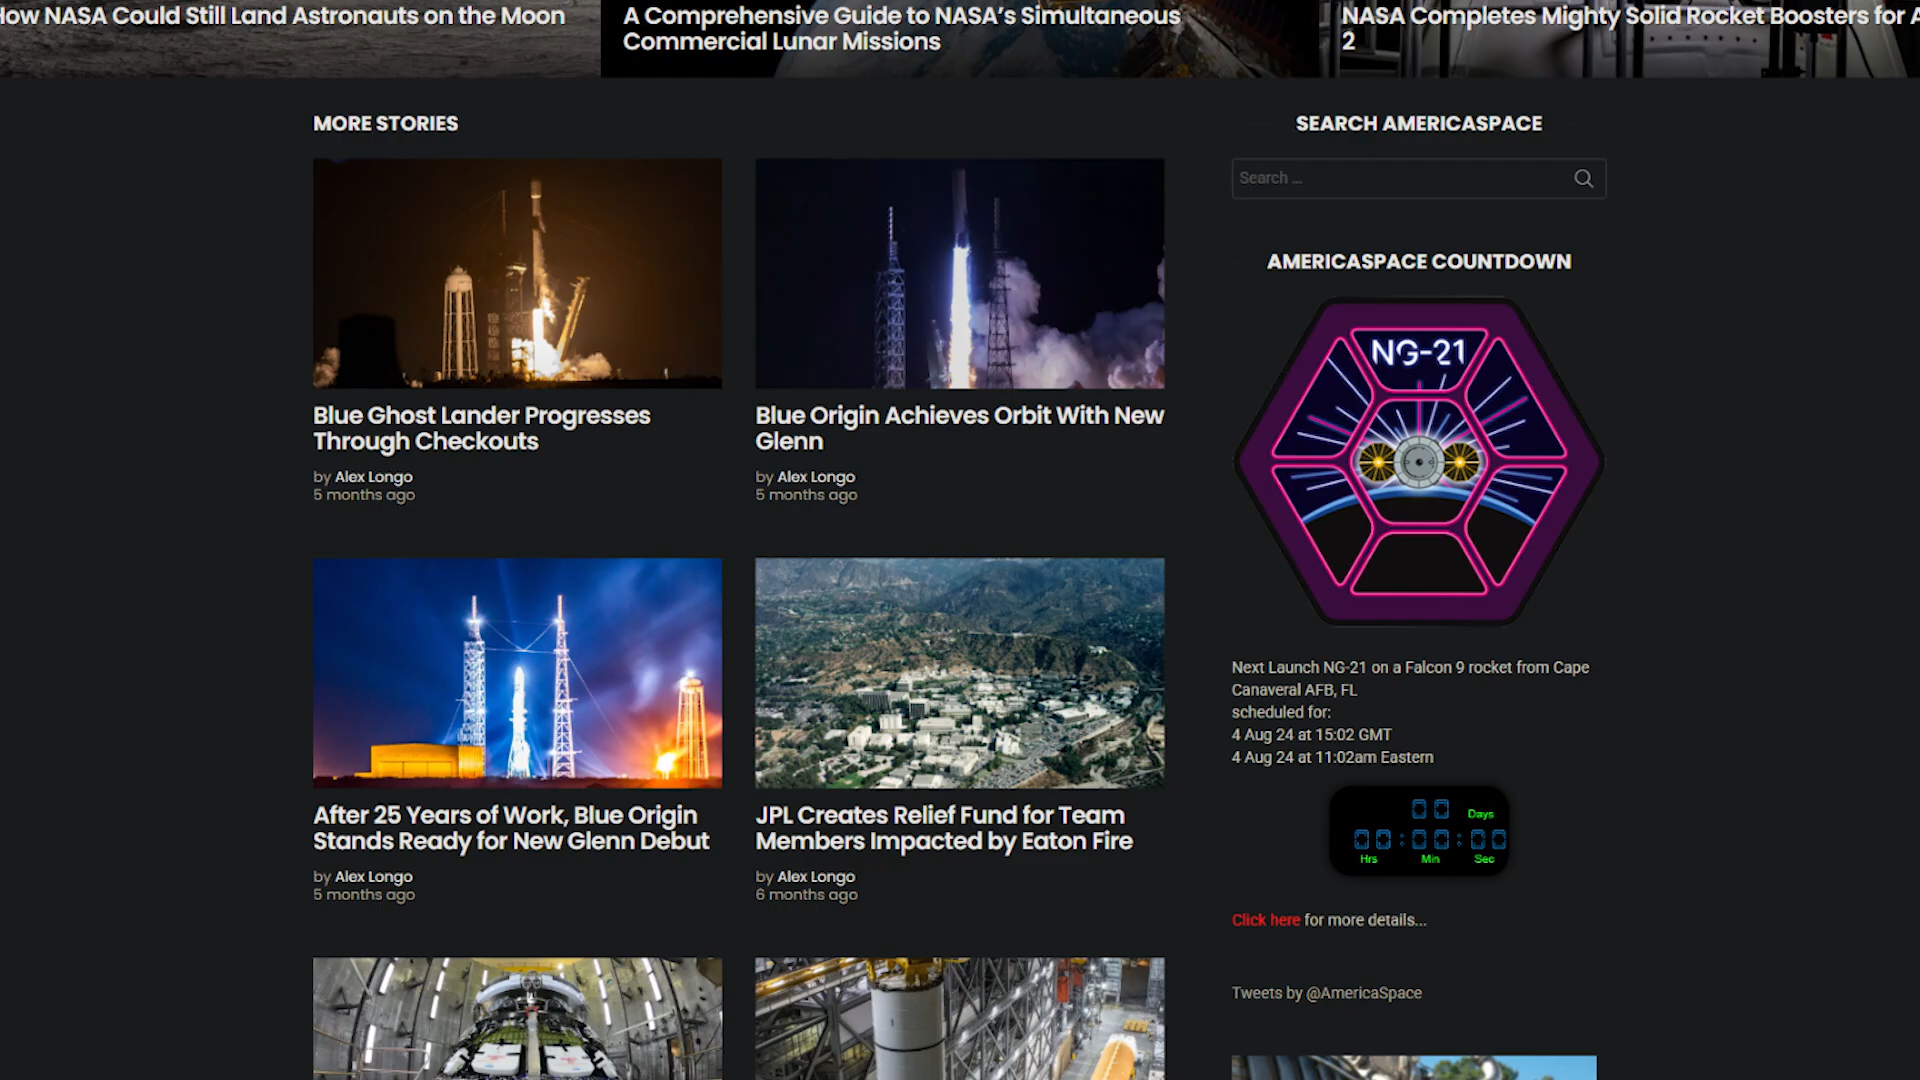 How NASA Could Still Land Astronauts on the Moon
A Comprehensive Guide to NASA's Simultaneous
Commercial Lunar Missions
NASA Completes Mighty Solid Rocket Boosters for
2
MORE STORIES
Blue Ghost Lander Progresses
Through Checkouts
by Alex Longo
5 months ago
Blue Origin Achieves Orbit With New
Glenn
by Alex Longo
5 months ago
After 25 Years of Work, Blue Origin
Stands Ready for New Glenn Debut
by Alex Longo
5 months ago
JPL Creates Relief Fund for Team
Members Impacted by Eaton Fire
by Alex Longo
6 months ago
SEARCH AMERICASPACE
Search ...
AMERICASPACE COUNTDOWN
NG-21
Next Launch NG-21 on a Falcon 9 rocket from Cape
Canaveral AFB, FL
scheduled for:
4 Aug 24 at 15:02 GMT
4 Aug 24 at 11:02am Eastern
00 Days
00 : 00 : 00
Hrs Min Sec
Click here for more details...
Tweets by @AmericaSpace